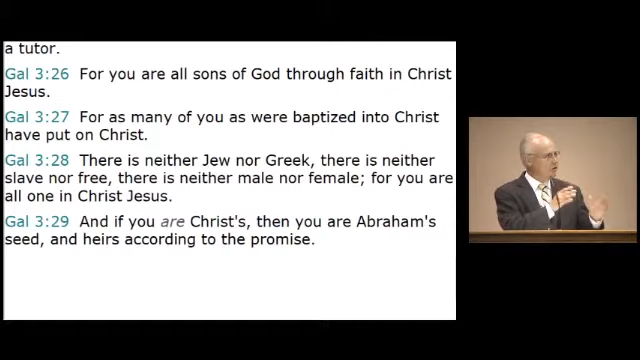 a tutor.
Gal 3:26 For you are all sons of God through faith in Christ
Jesus.
Gal 3:27 For as many of you as were baptized into Christ
have put on Christ.
Gal 3:28 There is neither Jew nor Greek, there is neither
slave nor free, there is neither male nor female; for you are
all one in Christ Jesus.
Gal 3:29 And if you are Christ's, then you are Abraham's
seed, and heirs according to the promise.